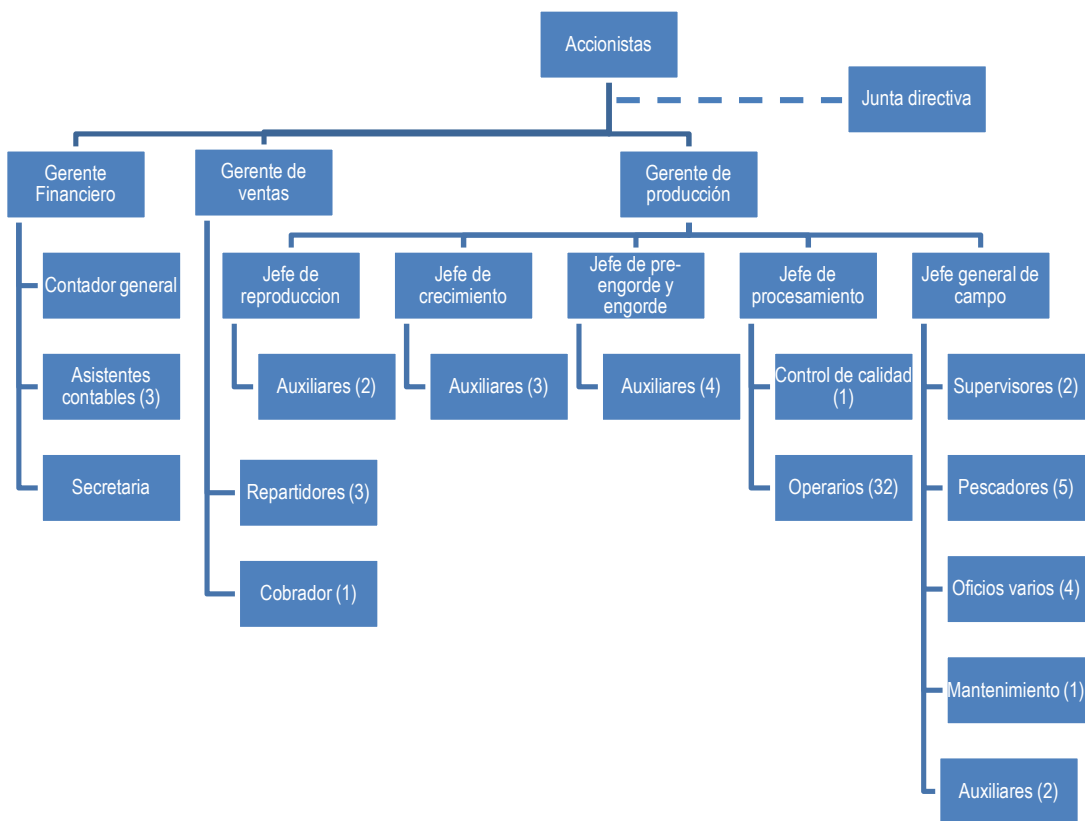 Accionistas
Junta directiva
Gerente
Financiero
Gerente de
ventas
Gerente de
producción
Contador general
Asistentes
contables (3)
Secretaria
Repartidores (3)
Cobrador (1)
Jefe de
reproduccion
Jefe de
crecimiento
Jefe de pre-
engorde y
engorde
Jefe de
procesamiento
Jefe general de
campo
Auxiliares (2)
Auxiliares (3)
Auxiliares (4)
Control de calidad
(1)
Operarios (32)
Supervisores (2)
Pescadores (5)
Oficios varios (4)
Mantenimiento (1)
Auxiliares (2)